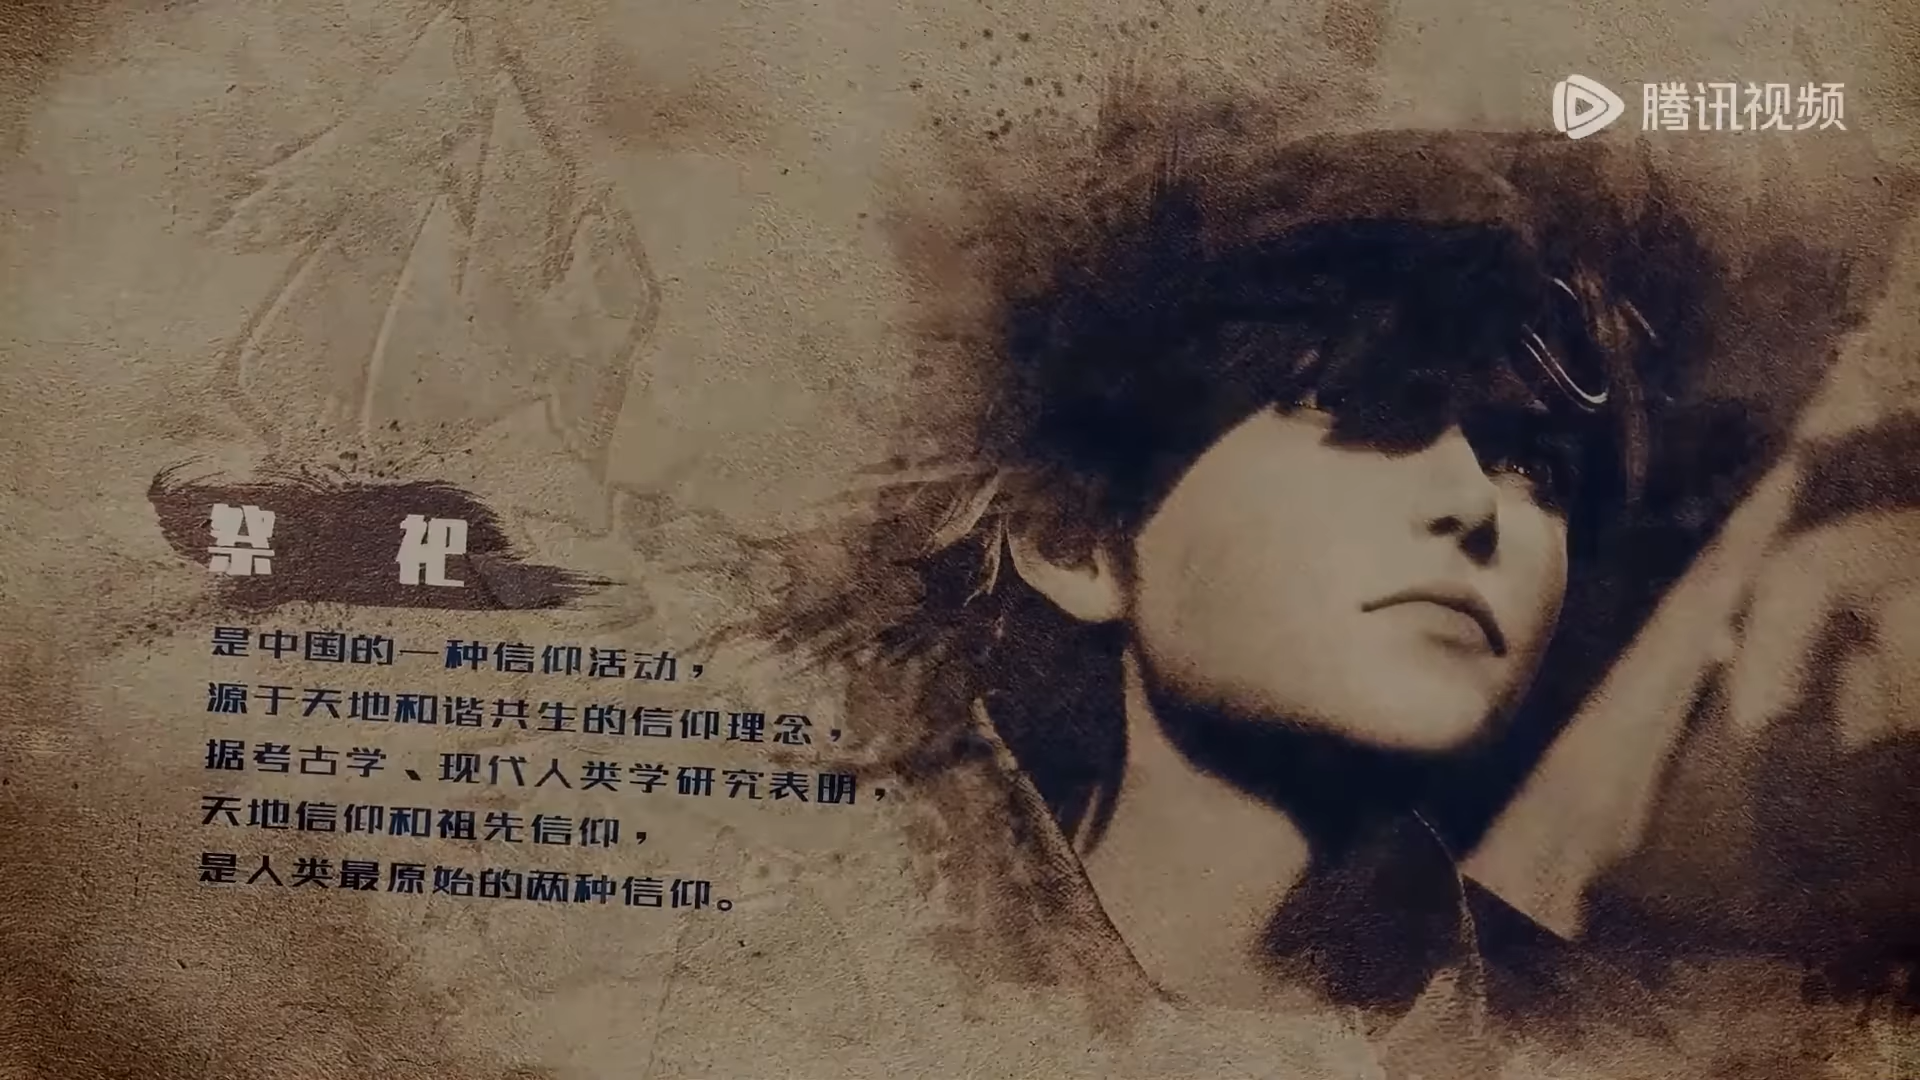 腾讯视频
祭祀
是中国的一种信仰活动，
源于天地和谐共生的信仰理念，
据考古学、现代人类学研究表明，
天地信仰和祖先信仰，
是人类最原始的两种信仰。